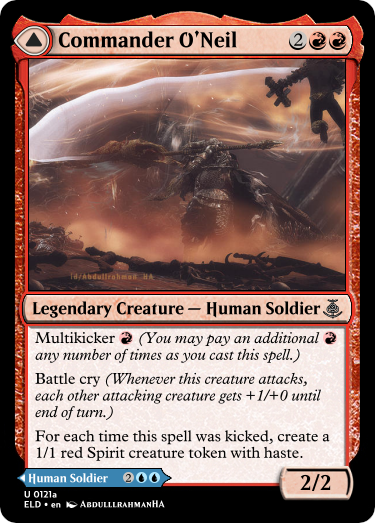 Commander O'Neil 2
Legendary Creature — Human Soldier
Multikicker (You may pay an additional
any number of times as you cast this spell.)
Battle cry (Whenever this creature attacks,
each other attacking creature gets +1/+0 until
end of turn.)
For each time this spell was kicked, create a
1/1 red Spirit creature token with haste.
Human Soldier 2
2/2
U 0121a
ELD • en AbdullrahmanHA